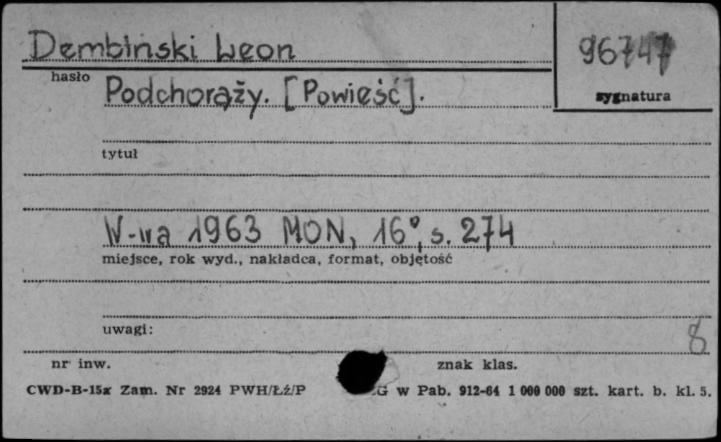 Dembiński Leon
96747
hasło
Podchorąży. [Powieść].
sygnatura
tytuł
W-wa 1963 MON, 16°, s. 274
miejsce, rok wyd., nakładca, format, objętość
uwagi:
8
nr inw. znak klas.
CWD-B-15x Zam. Nr 2924 PWH/Łź/P G w Pab. 912-64 1 000 000 szt. kart. b. kl. 5.